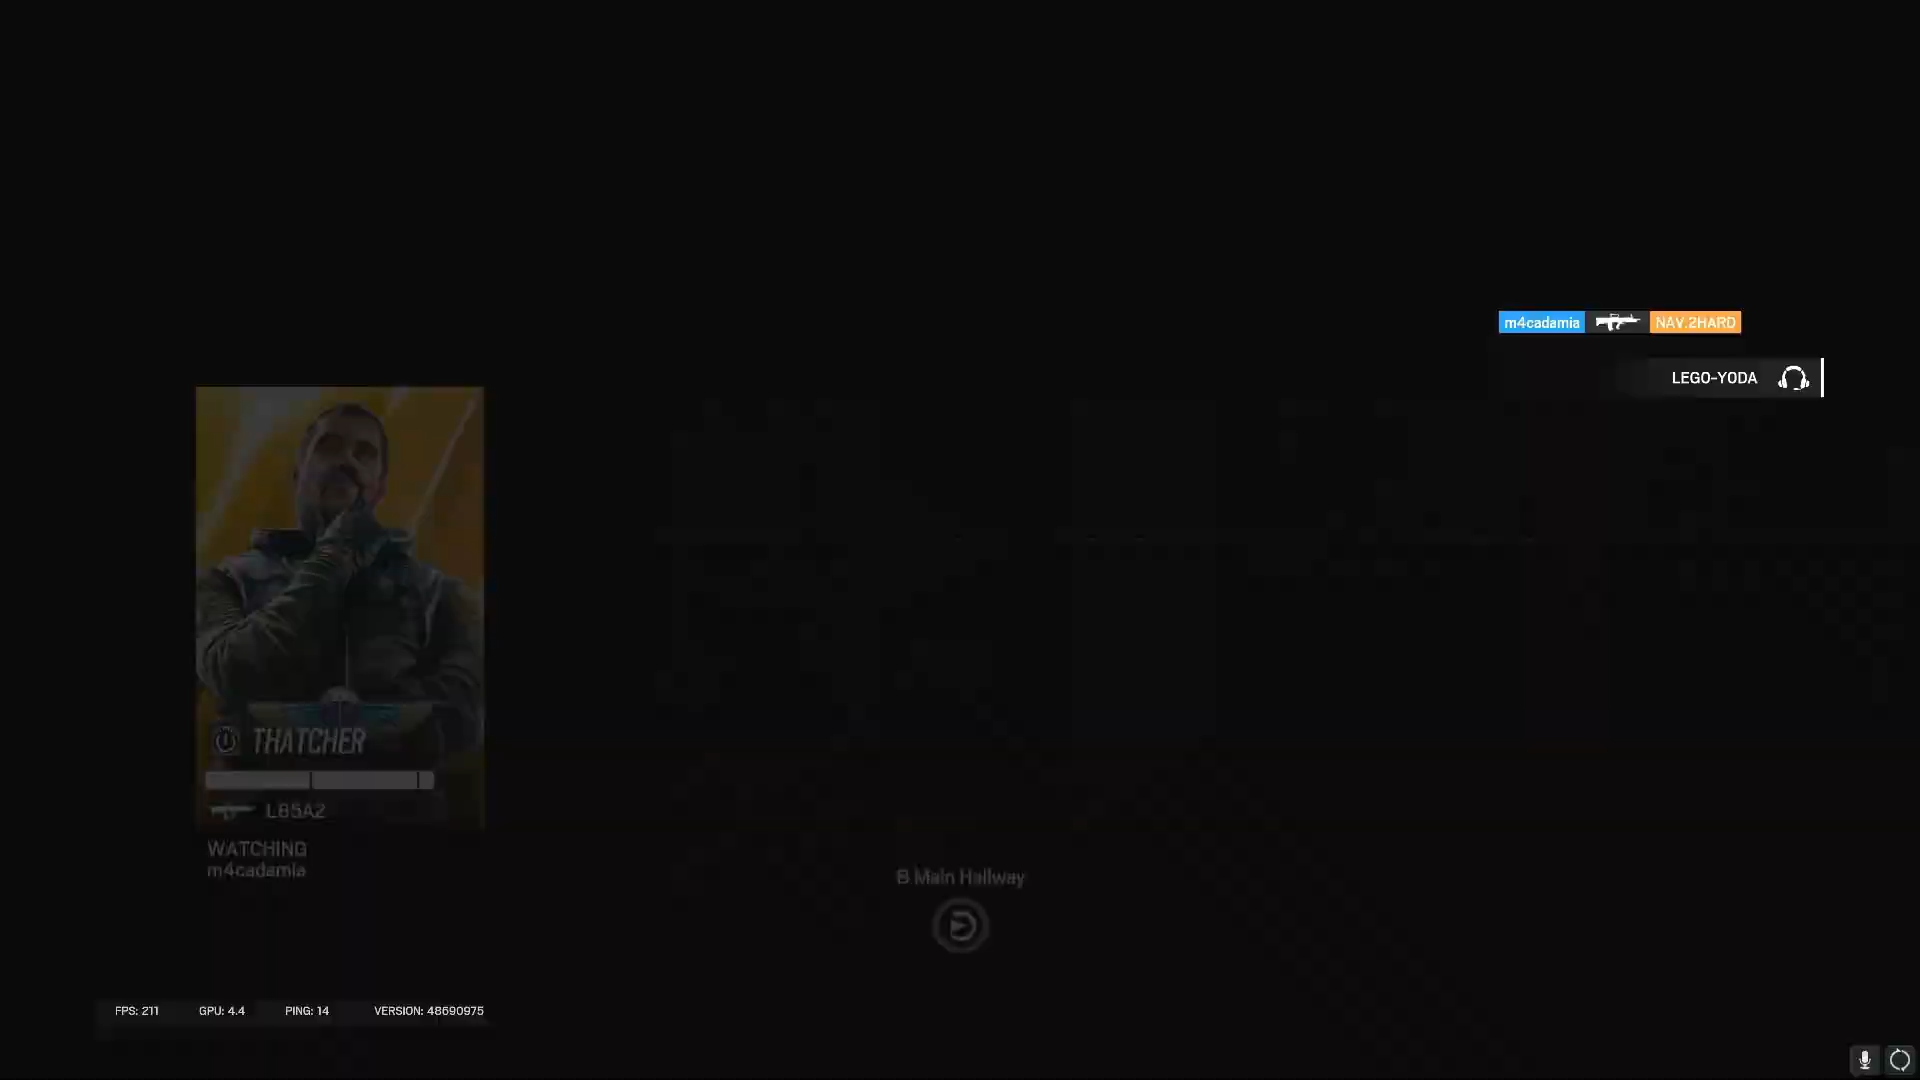 m4cadamia NAV.2HARD
LEGO-YODA
THATCHER
L85A2
WATCHING
m4cadamia
B Main Hallway
FPS: 211 GPU: 4.4 PING: 14 VERSION: 48690975